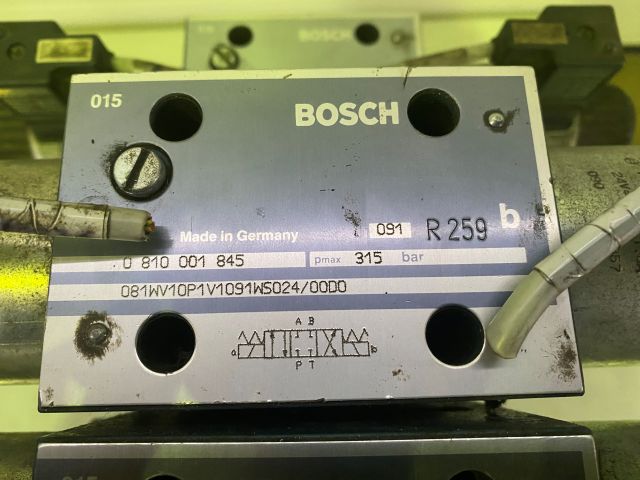 015
BOSCH
Made in Germany
091
R 259
b
0 810 001 845
pmax 315 bar
081WV10P1V1091WS024/00D0
A B
a
b
P T